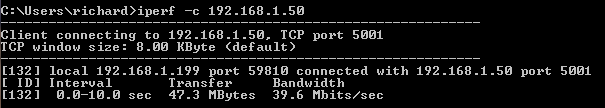 C:\Users\richard>iperf -c 192.168.1.50
------------------------------------------------------------
Client connecting to 192.168.1.50, TCP port 5001
TCP window size: 8.00 KByte (default)
------------------------------------------------------------
[132] local 192.168.1.199 port 59810 connected with 192.168.1.50 port 5001
[ ID] Interval       Transfer     Bandwidth
[132]  0.0-10.0 sec  47.3 MBytes  39.6 Mbits/sec